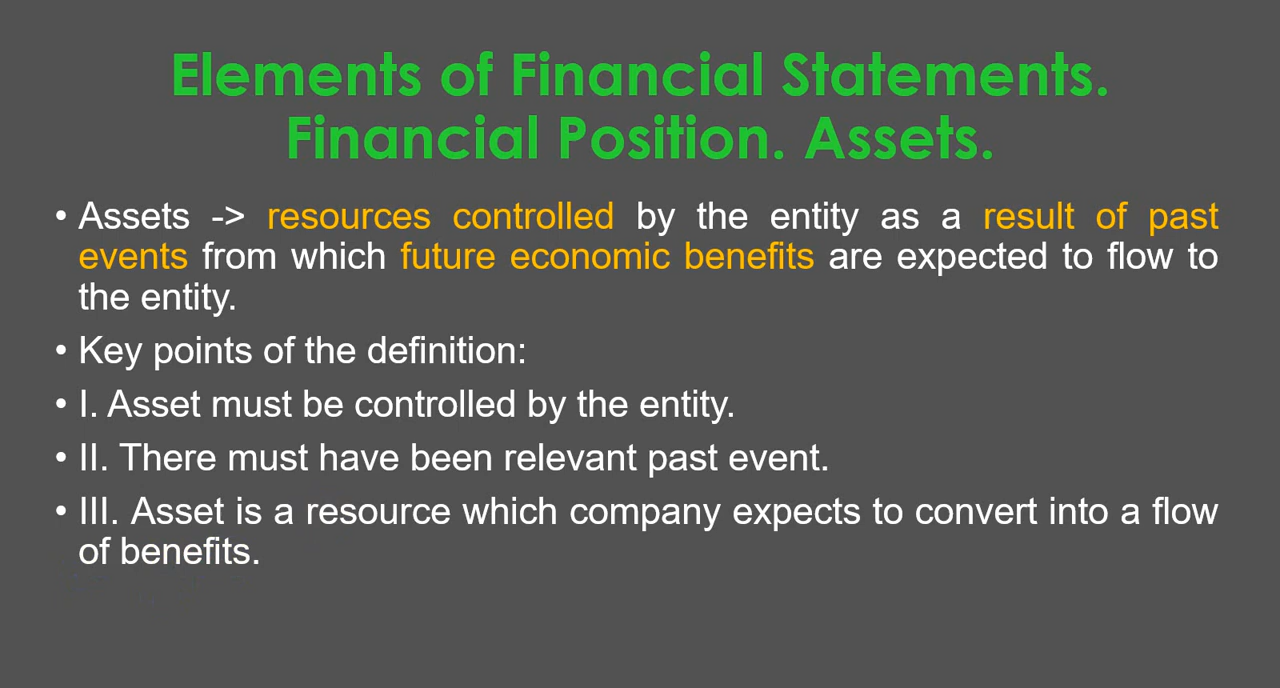 Elements of Financial Statements.
Financial Position. Assets.
• Assets -> resources controlled by the entity as a result of past
events from which future economic benefits are expected to flow to
the entity.
• Key points of the definition:
• I. Asset must be controlled by the entity.
• II. There must have been relevant past event.
• III. Asset is a resource which company expects to convert into a flow
of benefits.